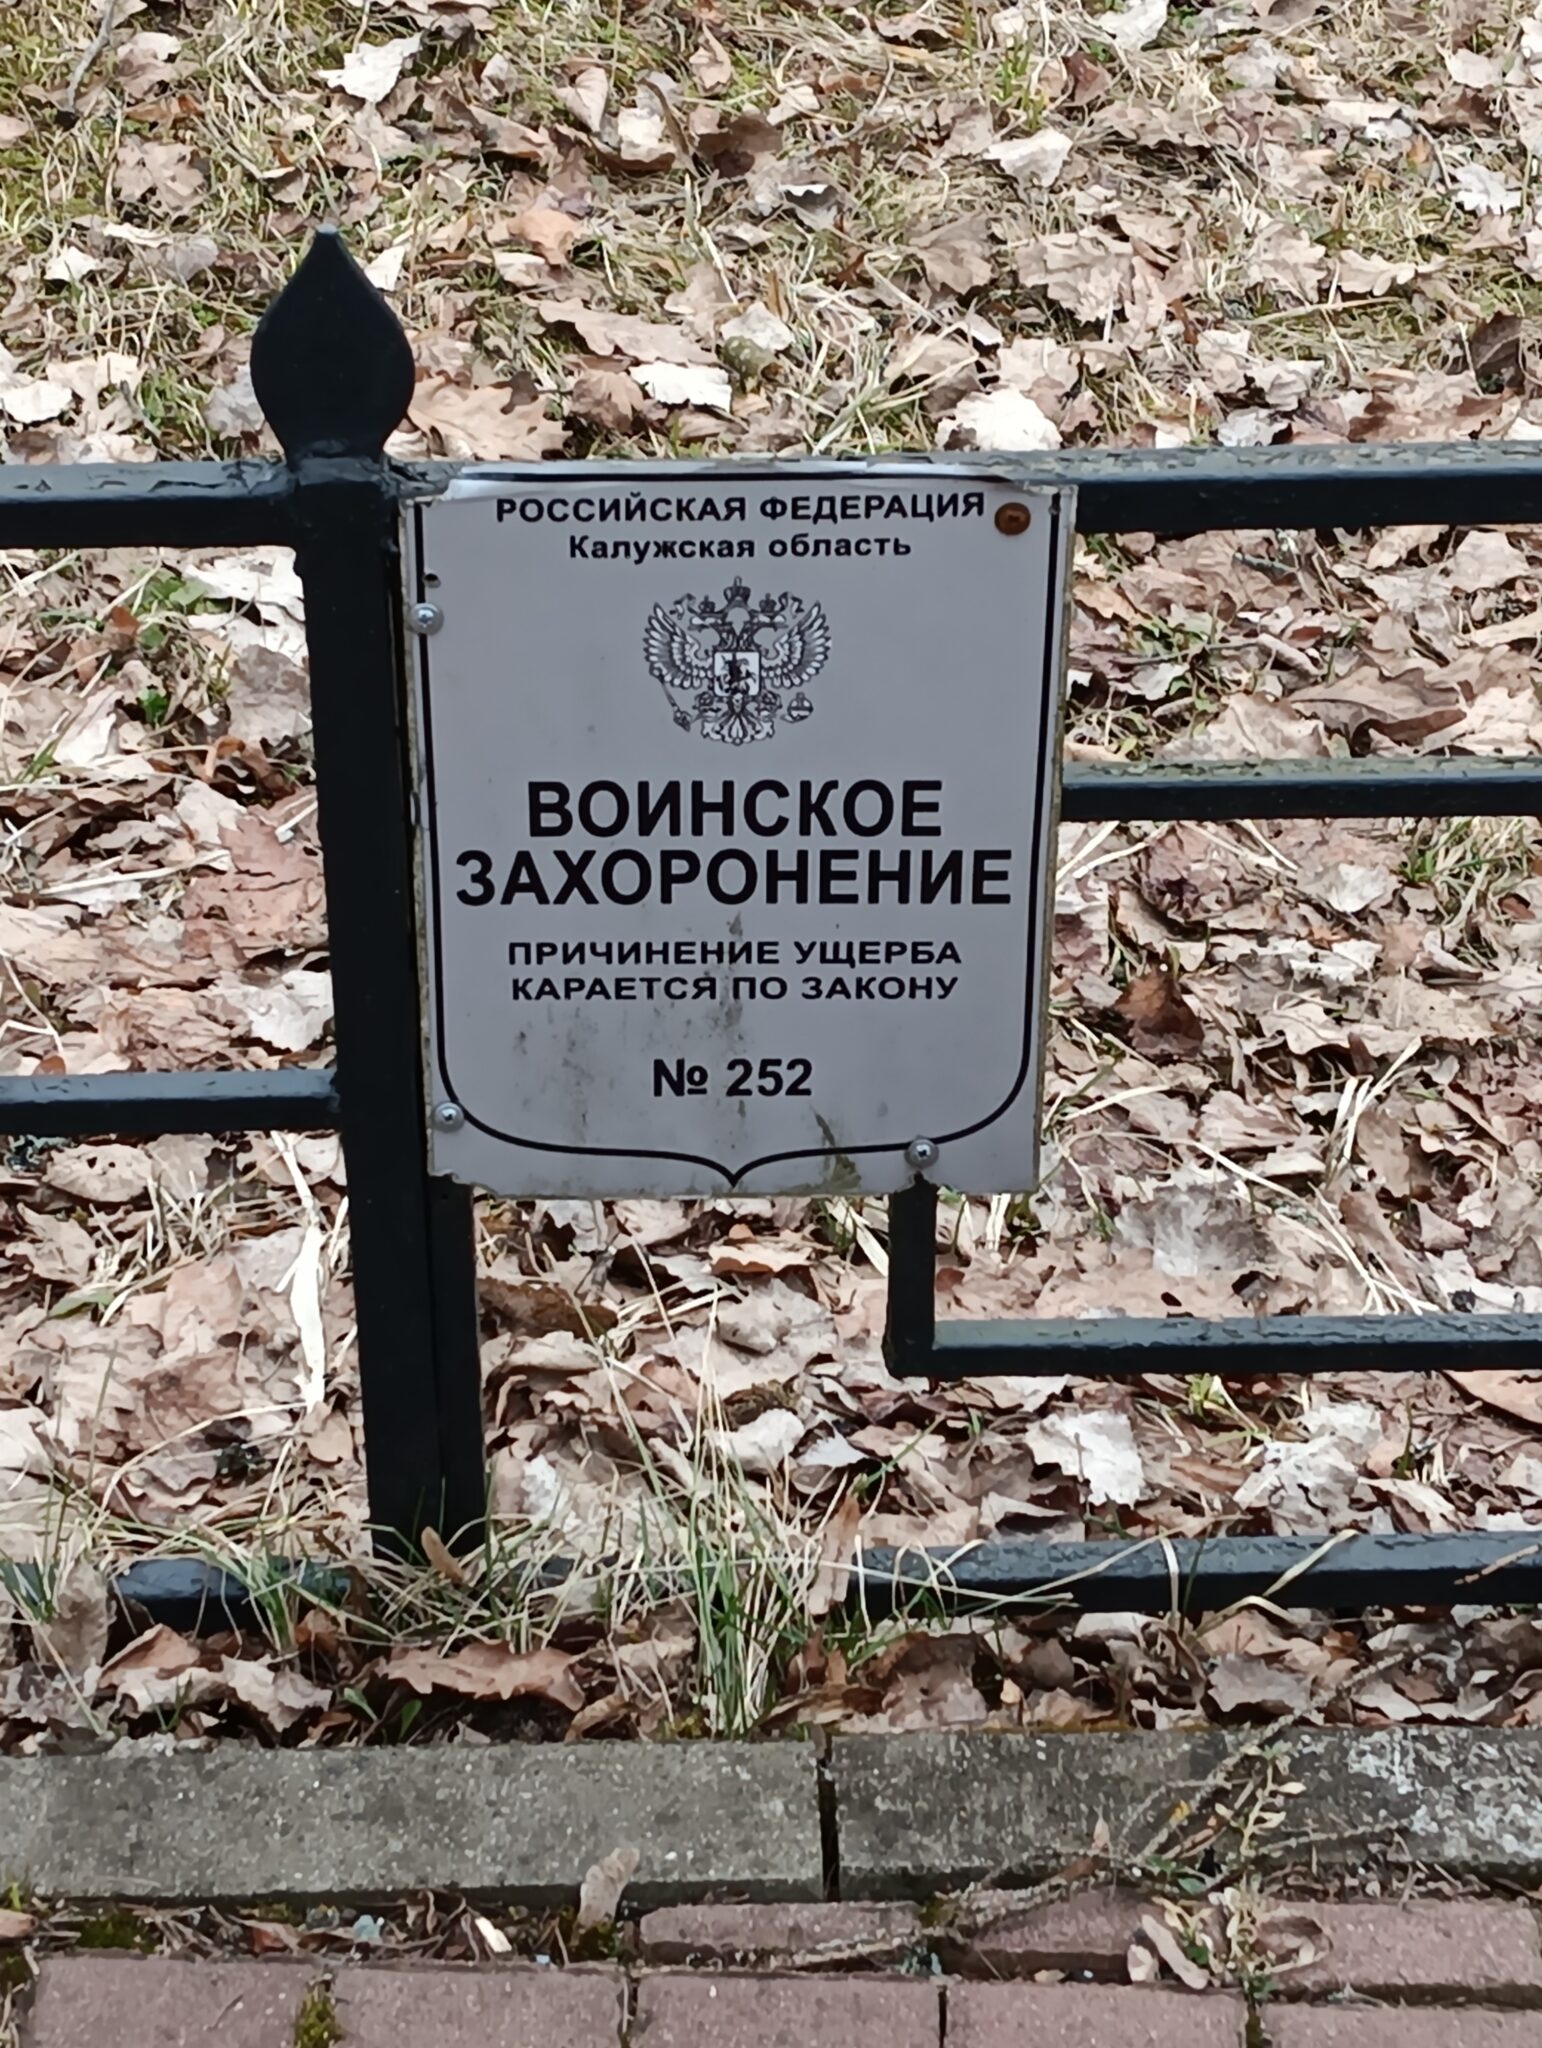 РОССИЙСКАЯ ФЕДЕРАЦИЯ
Калужская область
ВОИНСКОЕ
ЗАХОРОНЕНИЕ
ПРИЧИНЕНИЕ УЩЕРБА
КАРАЕТСЯ ПО ЗАКОНУ
№ 252